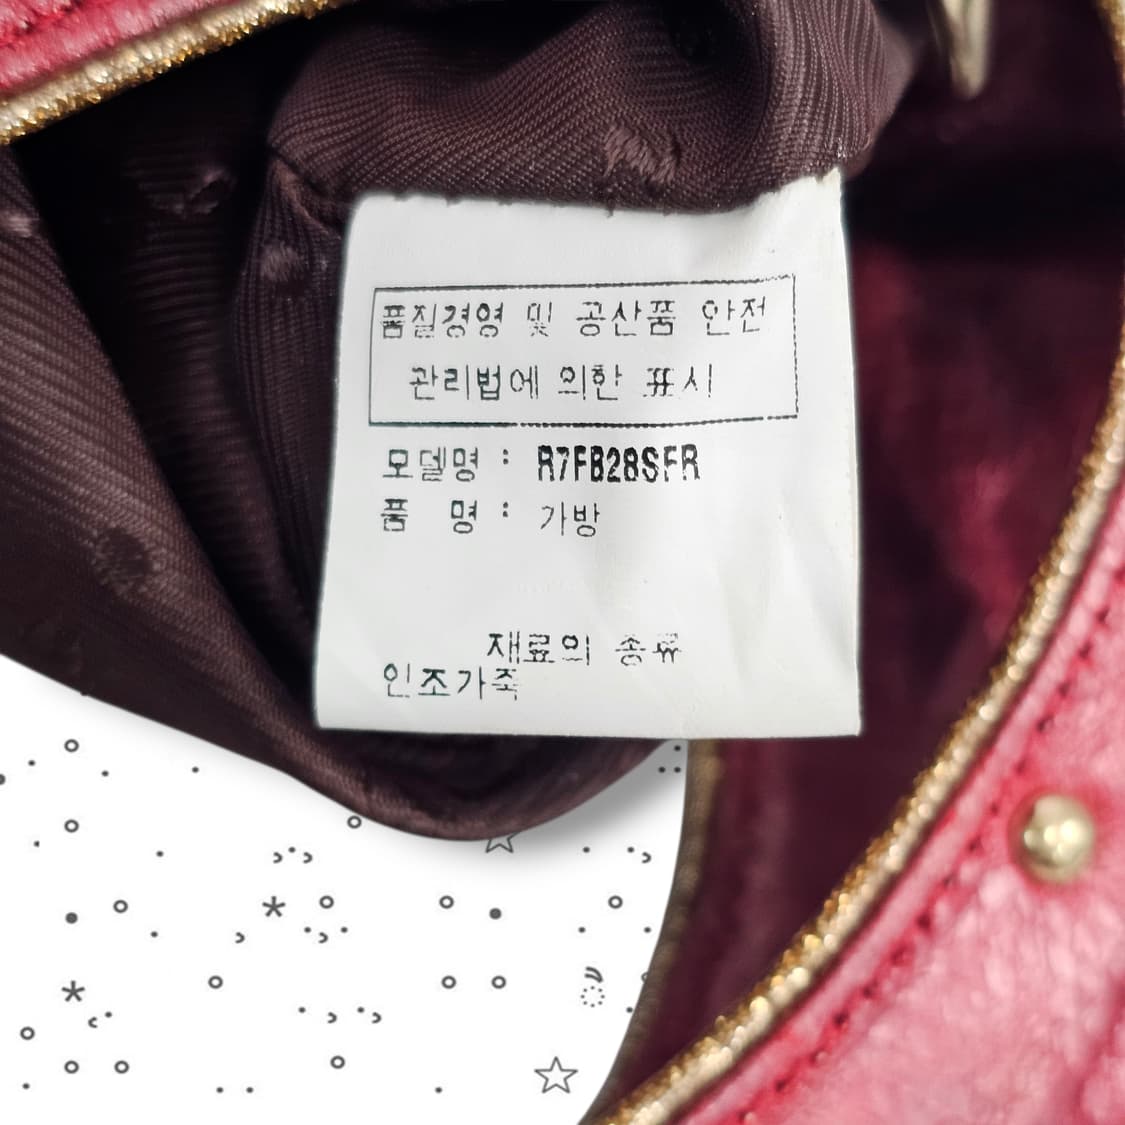 품질경영 및 공산품 안전
관리법에 의한 표시
모델명 : R7FB28SFR
품 명 : 가방
재료의 종류
인조가죽